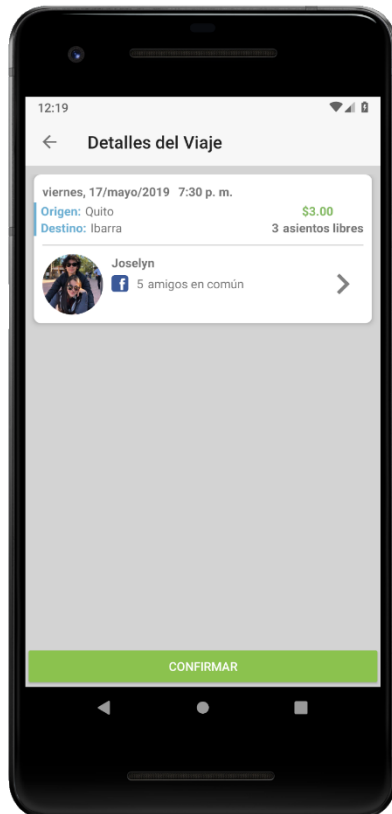 12:19
Detalles del Viaje
viernes, 17/mayo/2019 7:30 p. m.
Origen: Quito $3.00
Destino: Ibarra 3 asientos libres
Joselyn
f 5 amigos en común
CONFIRMAR